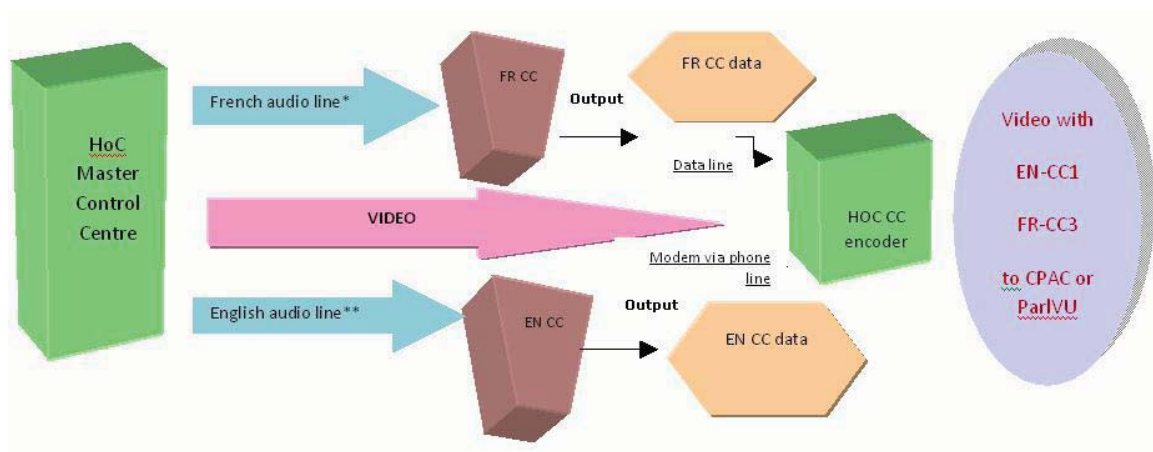 HoC
Master
Control
Centre
French audio line*
FR CC
Output
FR CC data
Data line
VIDEO
Modem via phone
line
HOC CC
encoder
English audio line**
EN CC
Output
EN CC data
Video with
EN-CC1
FR-CC3
to CPAC or
ParlVU